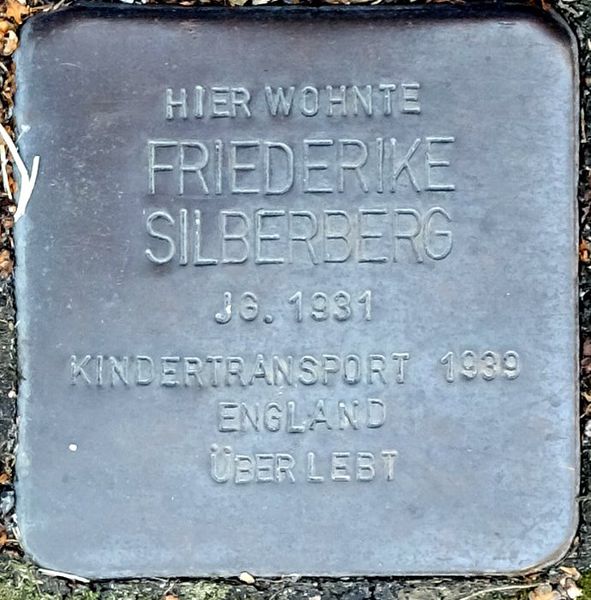 HIER WOHNTE
FRIEDERIKE
SILBERBERG
JG. 1931
KINDERTRANSPORT 1939
ENGLAND
ÜBERLEBT